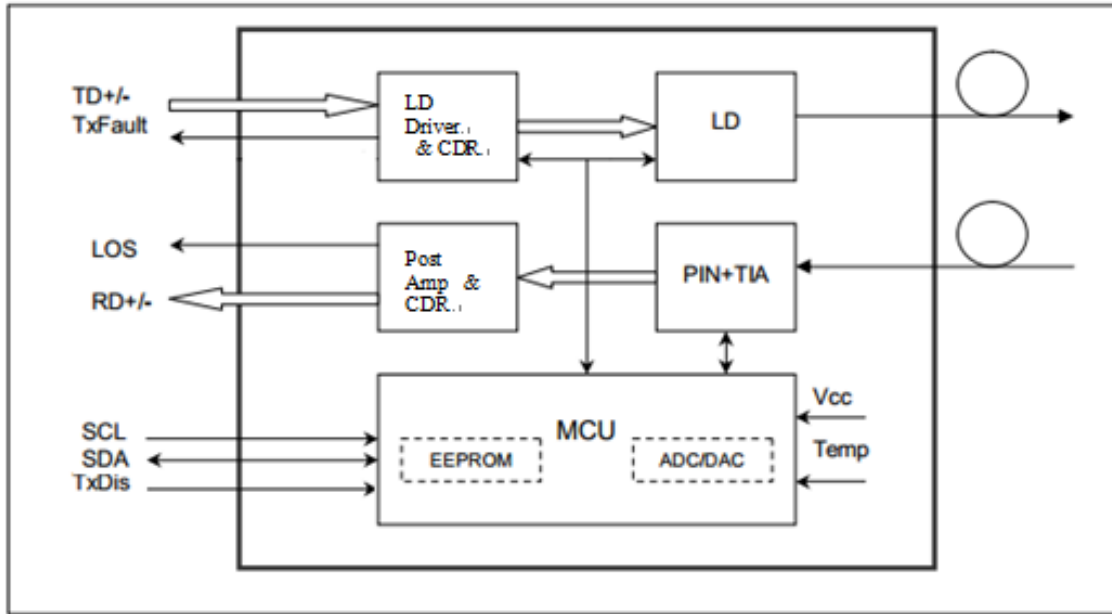 TD+/-
TxFault
LD
Driver.
& CDR.
LD
LOS
RD+/-
Post
Amp &
CDR.
PIN+TIA
SCL
SDA
TxDis
MCU
EEPROM
ADC/DAC
Vcc
Temp